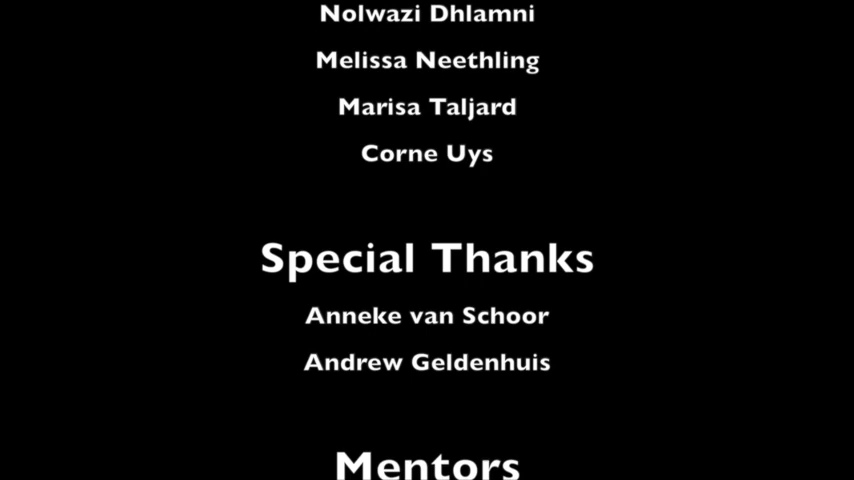 Nolwazi Dhlamni
Melissa Neethling
Marisa Taljard
Corne Uys
Special Thanks
Anneke van Schoor
Andrew Geldenhuis
Mentors